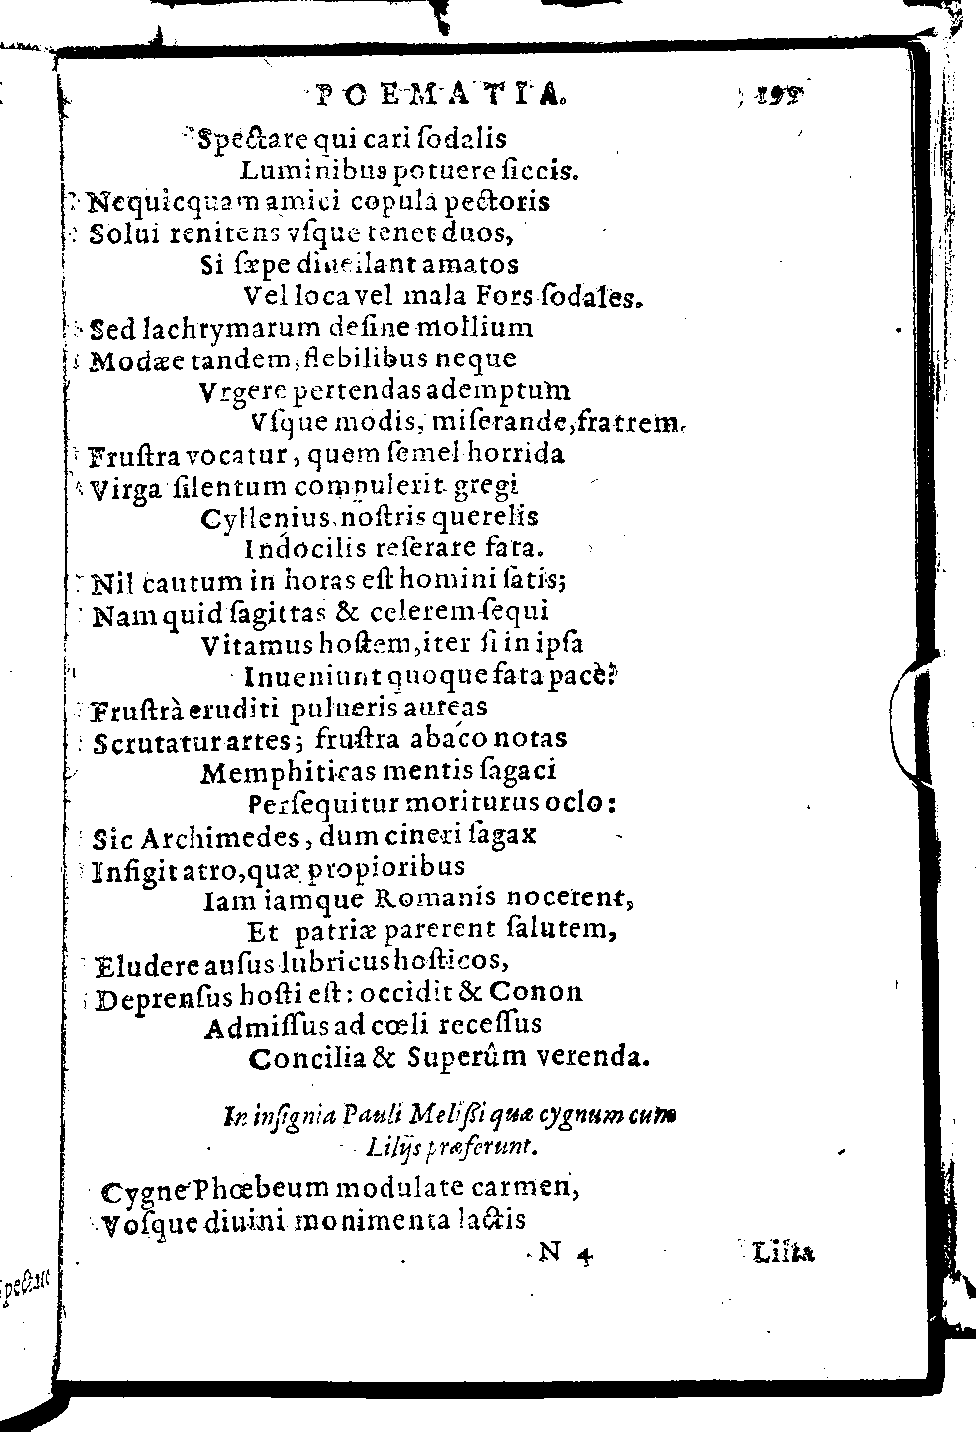 POEMATIA. 199
Spectare qui cari ſodalis
Luminibus potuere ſiccis.
Nequicquam amici copula pectoris
Solui renitens vſque tenet duos,
Si ſæpe diueilant amatos
Vel loca vel mala Fors ſodales.
Sed lachrymarum deſine mollium
Modæe tandem, flebilibus neque
Vrgere pertendas ademptum
Vſque modis, miſerande, fratrem.
Fruſtra vocatur, quem ſemel horrida
Virga ſilentum compulerit gregi
Cyllenius, noſtris querelis
Indocilis reſerare fata.
Nil cautum in horas eſt homini ſatis;
Nam quid ſagittas & celerem ſequi
Vitamus hoſtem, iter ſi in ipſa
Inueniunt quoque fata pacè?
Fruſtrà eruditi pulueris aureas
Scrutatur artes; fruſtra abaco notas
Memphiticas mentis ſagaci
Perſequitur moriturus oclo:
Sic Archimedes, dum cineri ſagax
Inſigit atro, quæ propioribus
Iam iamque Romanis nocerent,
Et patriæ parerent ſalutem,
Eludere auſus lubricus hoſticos,
Deprenſus hoſti eſt: occidit & Conon
Admiſſus ad cœli receſſus
Concilia & Superûm verenda.
In inſignia Pauli Meliſſi quæ cygnum cum
Lilijs præferunt.
Cygne Phœbeum modulate carmen,
Voſque diuini monimenta lactis
N 4 Liſta